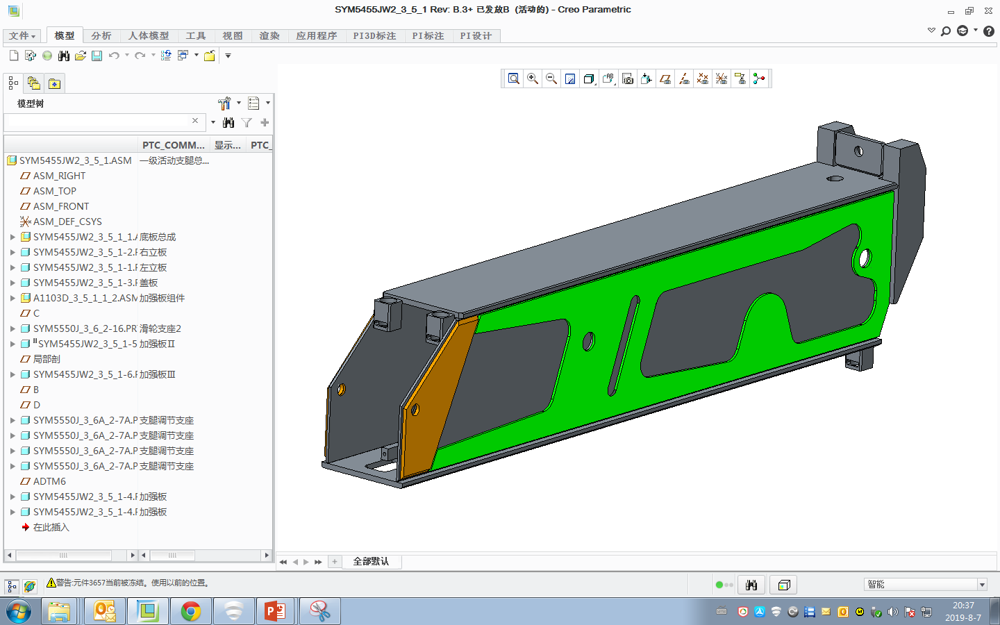 SYM5455JW2_3_5_1 Rev: B.3+ 已发放B (活动的) - Creo Parametric
文件 模型 分析 人体模型 工具 视图 渲染 应用程序 PI3D标注 PI标注 PI设计
模型树
PTC_COMM... 显示... PTC_
SYM5455JW2_3_5_1.ASM 一级活动支腿总...
ASM_RIGHT
ASM_TOP
ASM_FRONT
ASM_DEF_CSYS
SYM5455JW2_3_5_1_1.A 底板总成
SYM5455JW2_3_5_1-2.P 右立板
SYM5455JW2_3_5_1-1.P 左立板
SYM5455JW2_3_5_1-3.P 盖板
A1103D_3_5_1_1_2.ASM 加强板组件
C
SYM5550J_3_6_2-16.PR 滑轮支座2
SYM5455JW2_3_5_1-5 加强板Ⅱ
局部剖
SYM5455JW2_3_5_1-6.P 加强板Ⅲ
B
D
SYM5550J_3_6A_2-7A.P 支腿调节支座
SYM5550J_3_6A_2-7A.P 支腿调节支座
SYM5550J_3_6A_2-7A.P 支腿调节支座
SYM5550J_3_6A_2-7A.P 支腿调节支座
ADTM6
SYM5455JW2_3_5_1-4.P 加强板
SYM5455JW2_3_5_1-4.P 加强板
在此插入
全部默认
警告:元件3657当前被冻结。使用以前的位置。
智能
20:37
2019-8-7